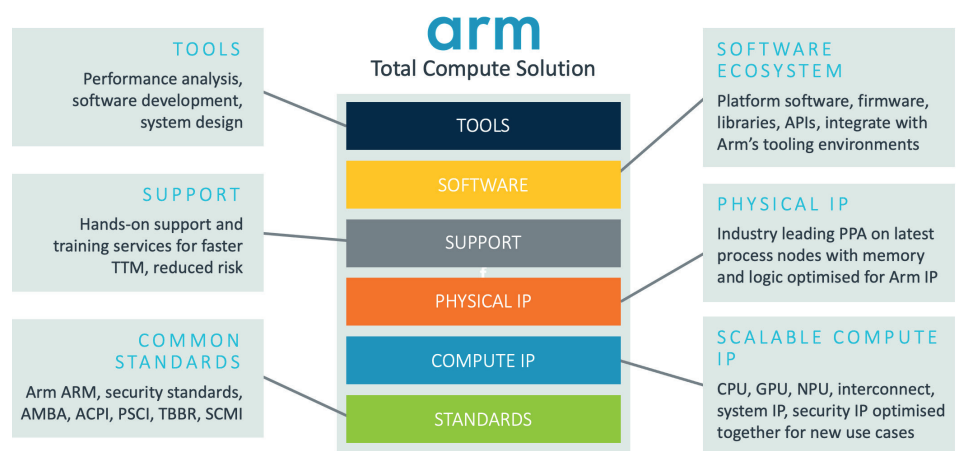 arm
Total Compute Solution
TOOLS
Performance analysis,
software development,
system design
SUPPORT
Hands-on support and
training services for faster
TTM, reduced risk
COMMON
STANDARDS
Arm ARM, security standards,
AMBA, ACPI, PSCI, TBBR, SCMI
TOOLS
SOFTWARE
SUPPORT
PHYSICAL IP
COMPUTE IP
STANDARDS
SOFTWARE
ECOSYSTEM
Platform software, firmware,
libraries, APIs, integrate with
Arm's tooling environments
PHYSICAL IP
Industry leading PPA on latest
process nodes with memory
and logic optimised for Arm IP
SCALABLE COMPUTE
IP
CPU, GPU, NPU, interconnect,
system IP, security IP optimised
together for new use cases